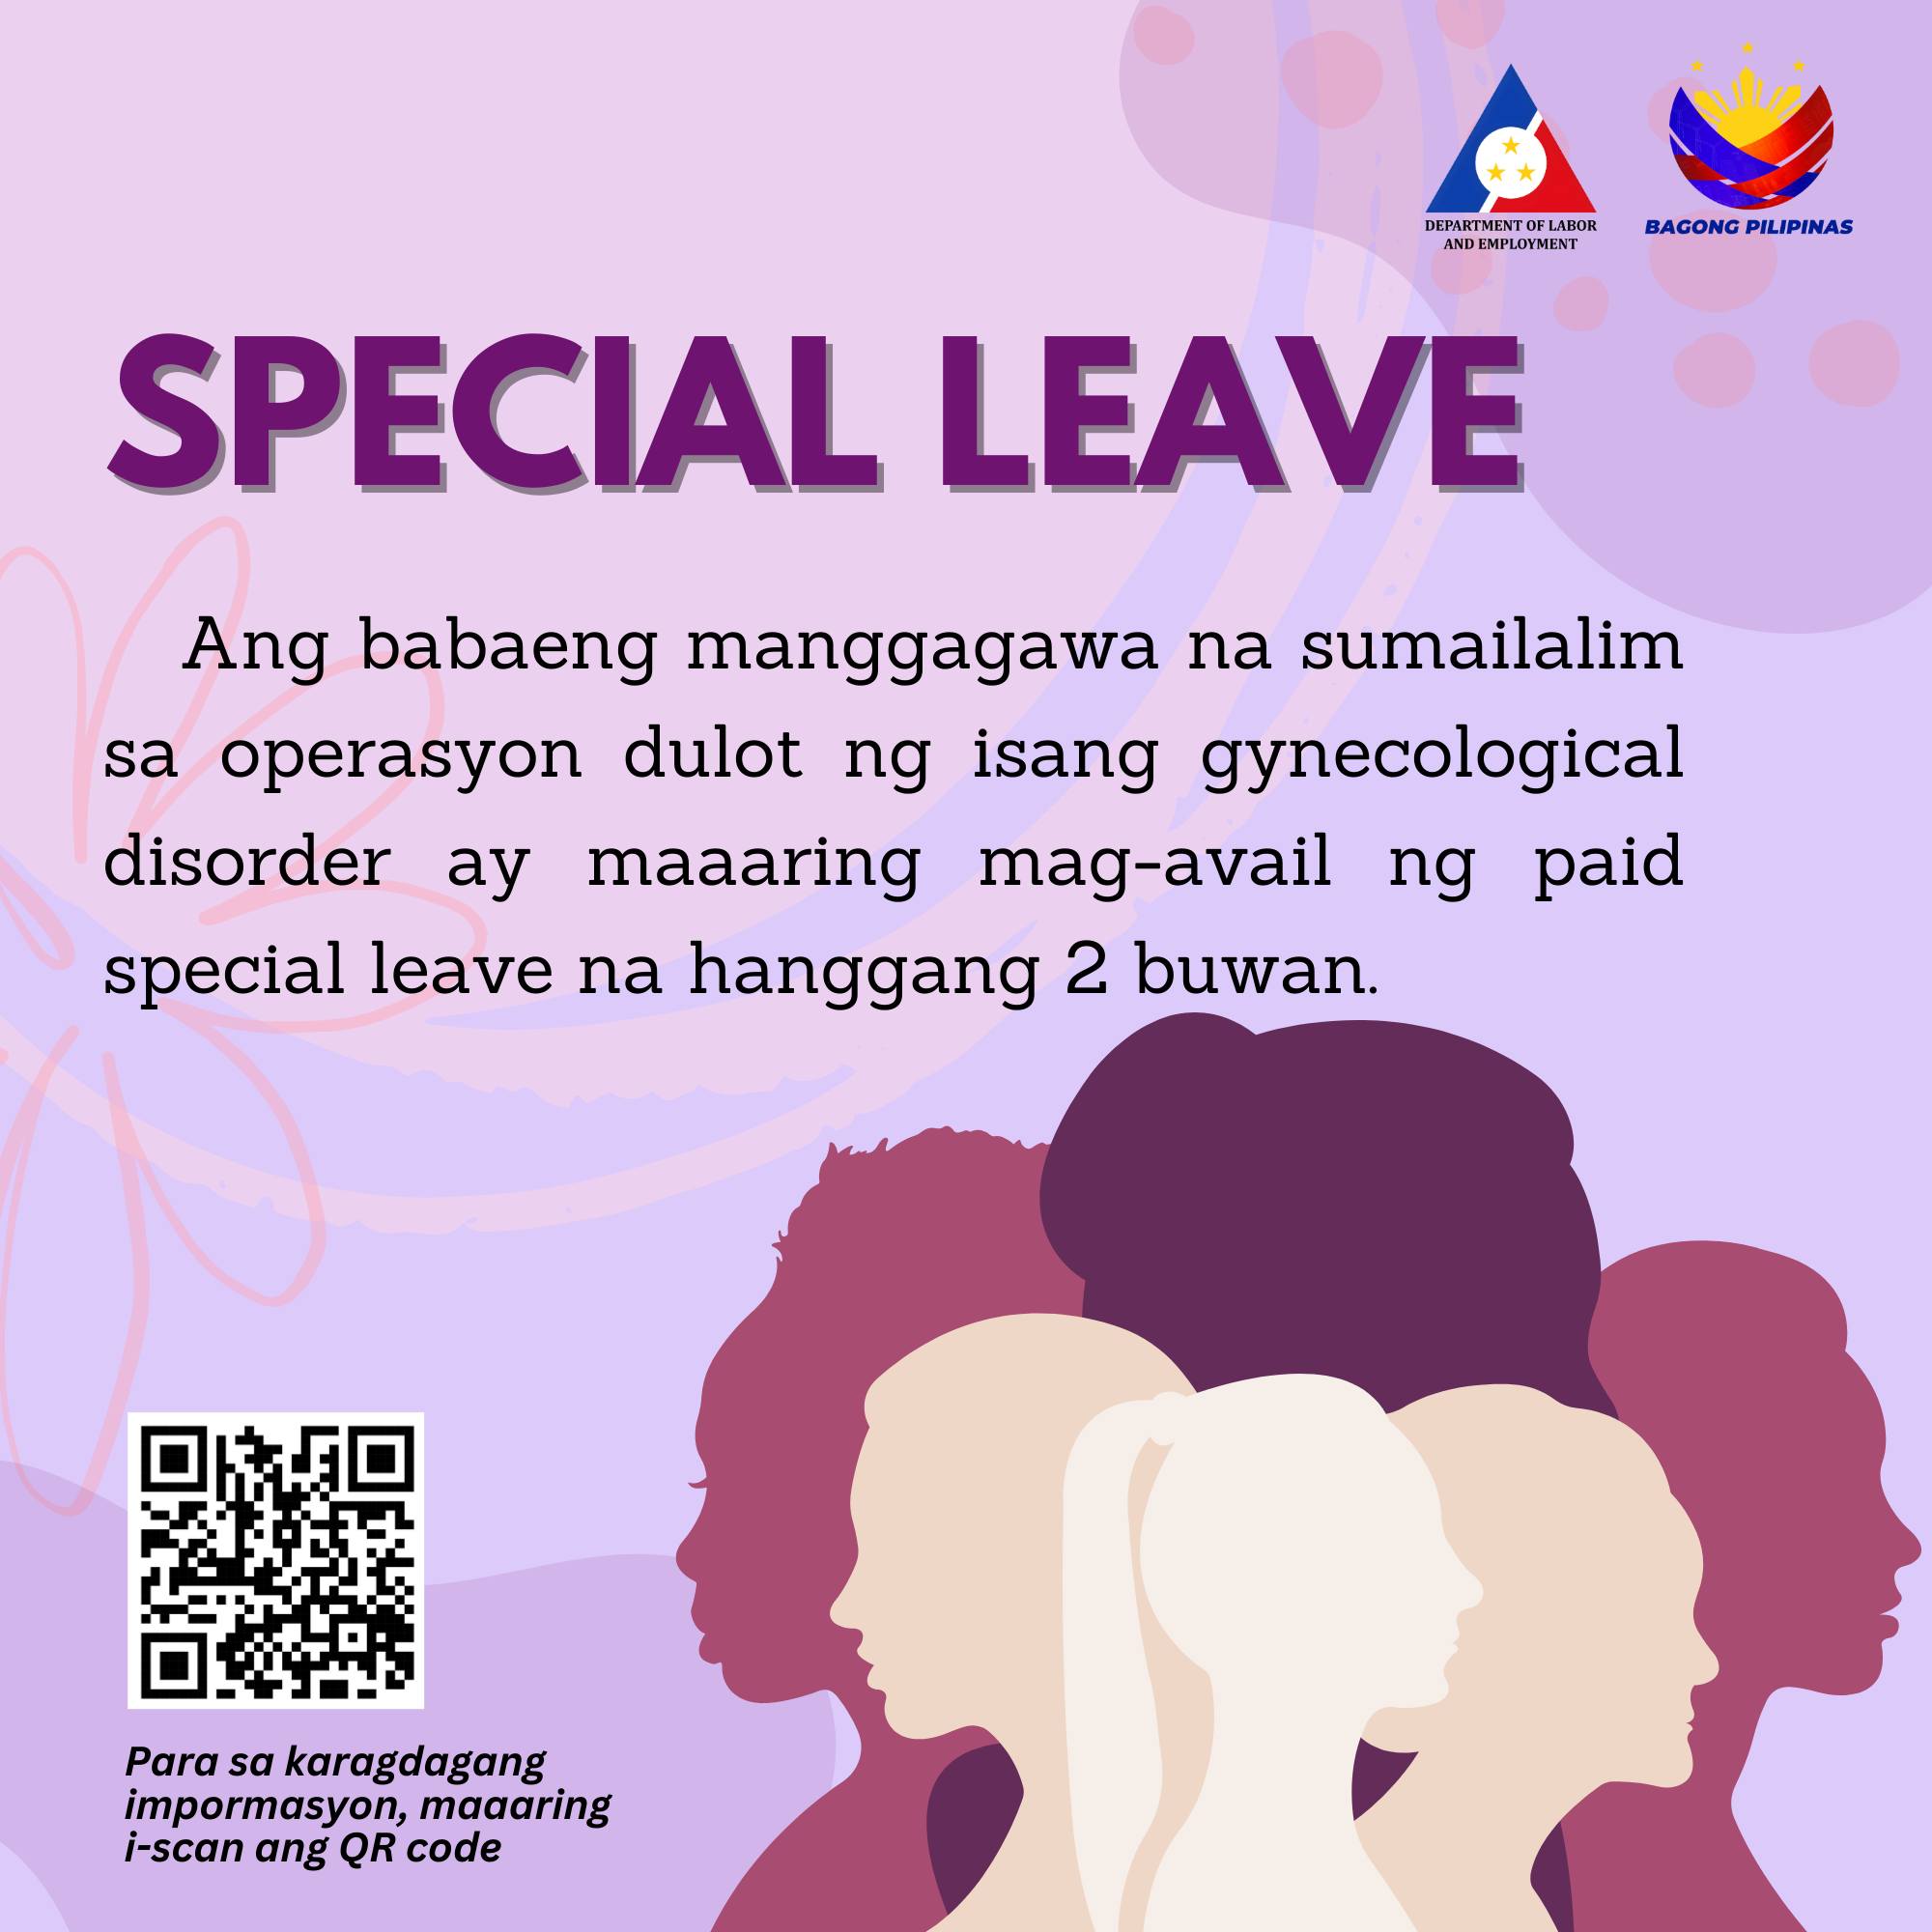 DEPARTMENT OF LABOR
AND EMPLOYMENT
BAGONG PILIPINAS
SPECIAL LEAVE
Ang babaeng manggagawa na sumailalim
sa operasyon dulot ng isang gynecological
disorder ay maaaring mag-avail ng paid
special leave na hanggang 2 buwan.
Para sa karagdagang
impormasyon, maaaring
i-scan ang QR code